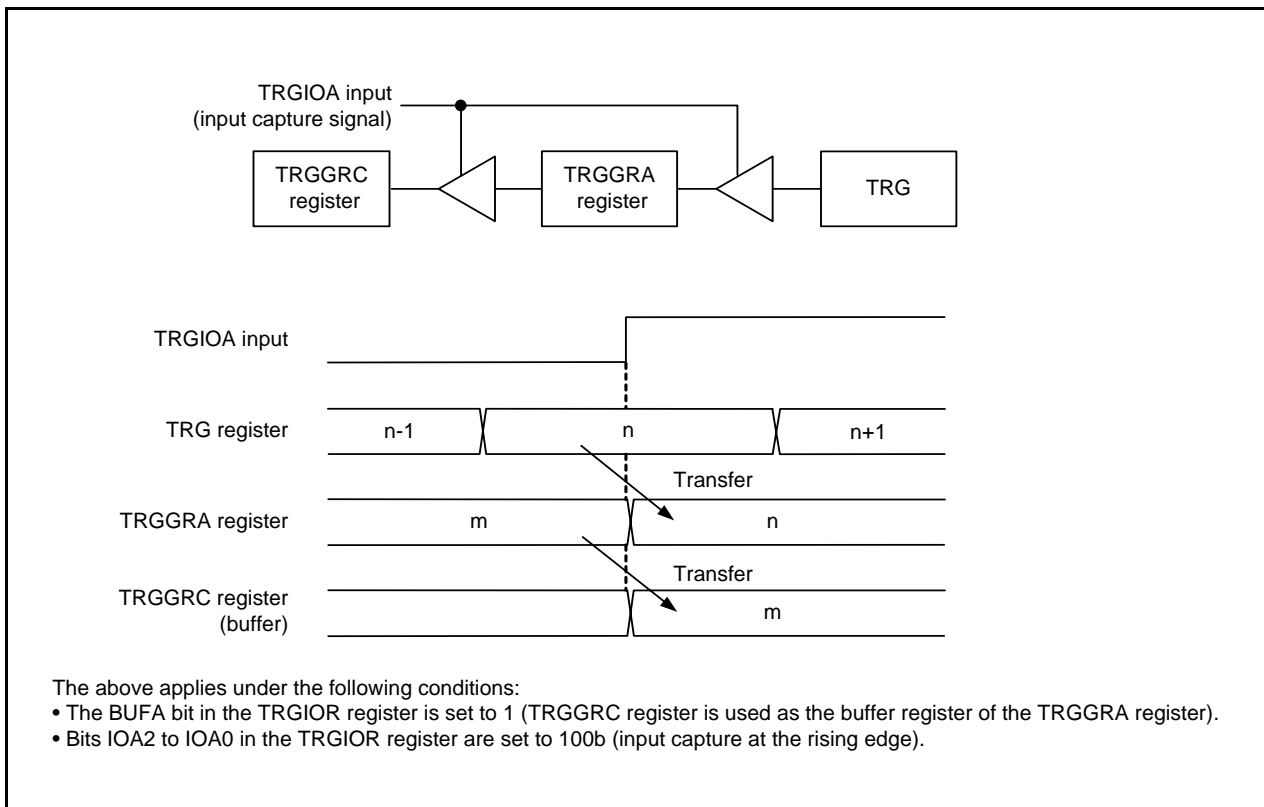 TRGIOA input
(input capture signal)
TRGGRC
register
TRGGRA
register
TRG
TRGIOA input
TRG register
n-1
n
n+1
Transfer
TRGGRA register
m
n
Transfer
TRGGRC register
(buffer)
m
The above applies under the following conditions:
• The BUFA bit in the TRGIOR register is set to 1 (TRGGRC register is used as the buffer register of the TRGGRA register).
• Bits IOA2 to IOA0 in the TRGIOR register are set to 100b (input capture at the rising edge).